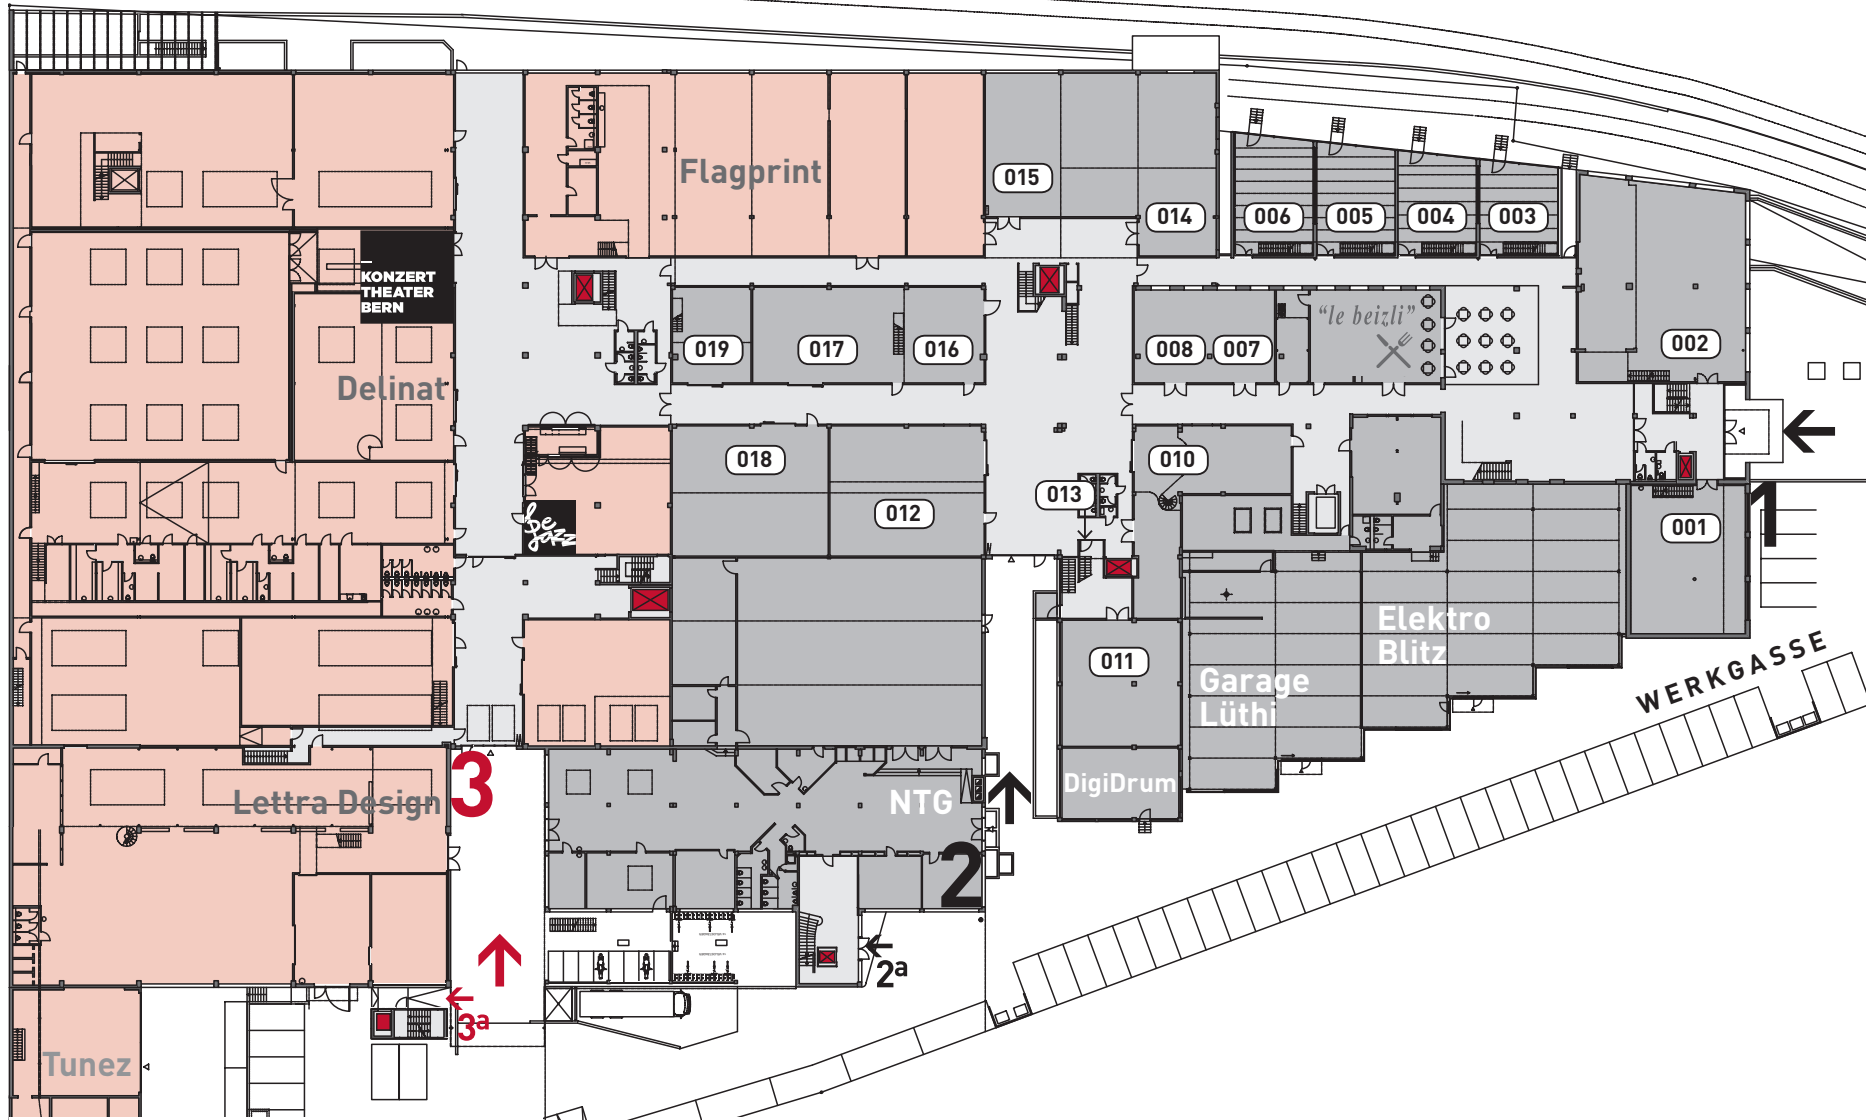 Flagprint
015
014
006
005
004
003
KONZERT
THEATER
BERN
"le beizli"
019
017
016
008
007
002
Delinat
018
010
013
012
001
1
be
Jazz
Elektro
Blitz
011
Garage
Lüthi
WERKGASSE
3
Lettra Design
NTG
DigiDrum
2
2a
3a
Tunez